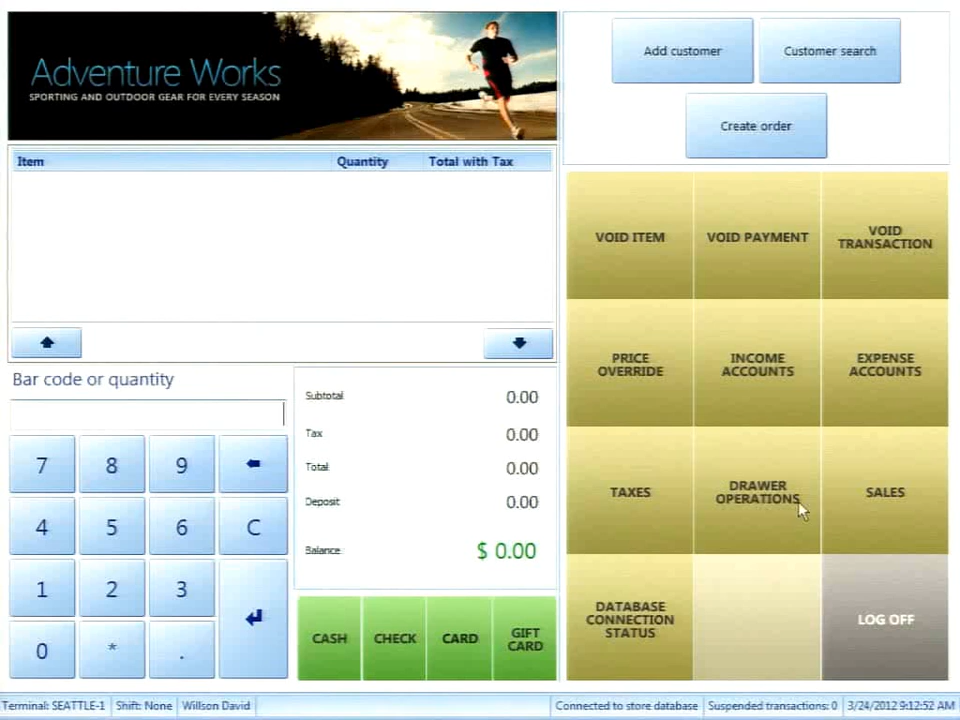 Adventure Works
SPORTING AND OUTDOOR GEAR FOR EVERY SEASON
Add customer
Customer search
Create order
Item Quantity Total with Tax
VOID ITEM
VOID PAYMENT
VOID
TRANSACTION
PRICE
OVERRIDE
INCOME
ACCOUNTS
EXPENSE
ACCOUNTS
TAXES
DRAWER
OPERATIONS
SALES
DATABASE
CONNECTION
STATUS
LOG OFF
Bar code or quantity
7 8 9
4 5 6 C
1 2 3
0 * .
Subtotal 0.00
Tax 0.00
Total 0.00
Deposit 0.00
Balance $ 0.00
CASH
CHECK
CARD
GIFT
CARD
Terminal: SEATTLE-1 Shift: None Willson David Connected to store database Suspended transactions: 0 3/24/2012 9:12:52 AM